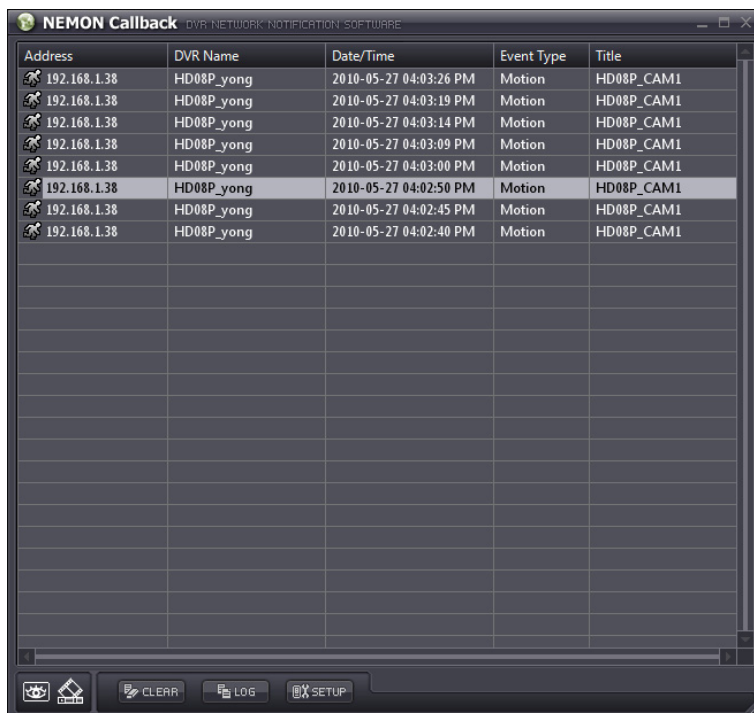 NEMON Callback DVR NETWORK NOTIFICATION SOFTWARE
Address DVR Name Date/Time Event Type Title
192.168.1.38 HD08P_yong 2010-05-27 04:03:26 PM Motion HD08P_CAM1
192.168.1.38 HD08P_yong 2010-05-27 04:03:19 PM Motion HD08P_CAM1
192.168.1.38 HD08P_yong 2010-05-27 04:03:14 PM Motion HD08P_CAM1
192.168.1.38 HD08P_yong 2010-05-27 04:03:09 PM Motion HD08P_CAM1
192.168.1.38 HD08P_yong 2010-05-27 04:03:00 PM Motion HD08P_CAM1
192.168.1.38 HD08P_yong 2010-05-27 04:02:50 PM Motion HD08P_CAM1
192.168.1.38 HD08P_yong 2010-05-27 04:02:45 PM Motion HD08P_CAM1
192.168.1.38 HD08P_yong 2010-05-27 04:02:40 PM Motion HD08P_CAM1
CLEAR LOG SETUP